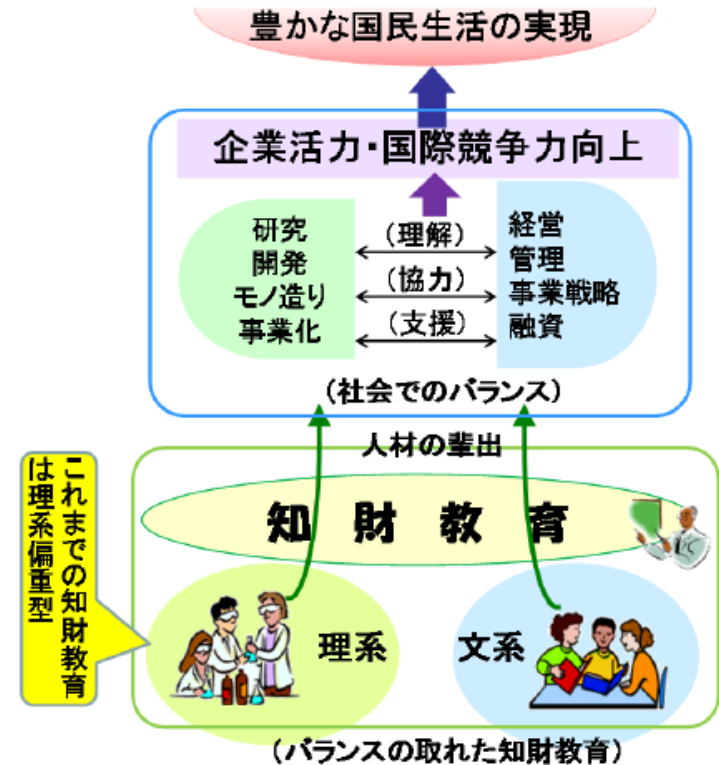 豊かな国民生活の実現
企業活力・国際競争力向上
研究
開発
モノ造り
事業化
(理解)
(協力)
(支援)
経営
管理
事業戦略
融資
(社会でのバランス)
人材の輩出
知財教育
これまでの知財教育
は理系偏重型
理系
文系
(バランスの取れた知財教育)